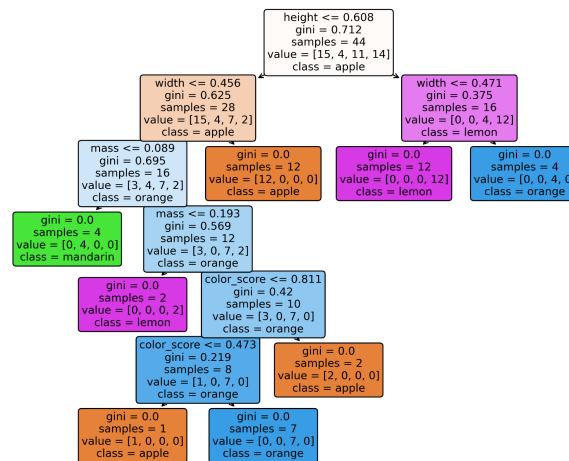 height <= 0.608
gini = 0.712
samples = 44
value = [15, 4, 11, 14]
class = apple
width <= 0.456
gini = 0.625
samples = 28
value = [15, 4, 7, 2]
class = apple
width <= 0.471
gini = 0.375
samples = 16
value = [0, 0, 4, 12]
class = lemon
mass <= 0.089
gini = 0.695
samples = 16
value = [3, 4, 7, 2]
class = orange
gini = 0.0
samples = 12
value = [12, 0, 0, 0]
class = apple
gini = 0.0
samples = 12
value = [0, 0, 0, 12]
class = lemon
gini = 0.0
samples = 4
value = [0, 0, 4, 0]
class = orange
gini = 0.0
samples = 4
value = [0, 4, 0, 0]
class = mandarin
mass <= 0.193
gini = 0.569
samples = 12
value = [3, 0, 7, 2]
class = orange
gini = 0.0
samples = 2
value = [0, 0, 0, 2]
class = lemon
color_score <= 0.811
gini = 0.42
samples = 10
value = [3, 0, 7, 0]
class = orange
color_score <= 0.473
gini = 0.219
samples = 8
value = [1, 0, 7, 0]
class = orange
gini = 0.0
samples = 2
value = [2, 0, 0, 0]
class = apple
gini = 0.0
samples = 1
value = [1, 0, 0, 0]
class = apple
gini = 0.0
samples = 7
value = [0, 0, 7, 0]
class = orange